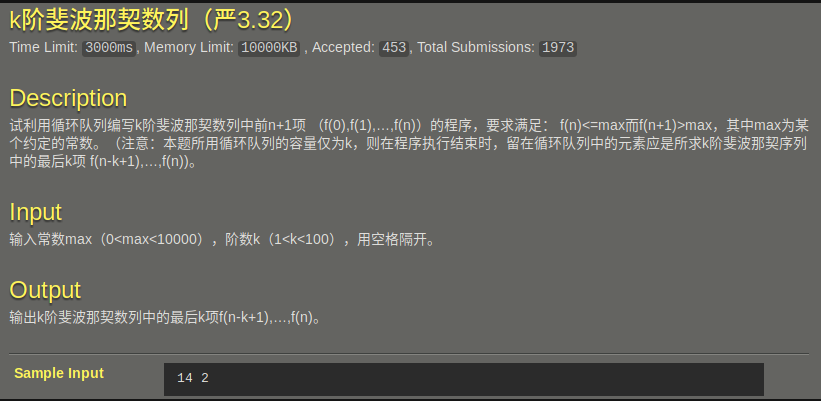 k阶斐波那契数列（严3.32）
Time Limit: 3000ms, Memory Limit: 10000KB , Accepted: 453, Total Submissions: 1973
Description
试利用循环队列编写k阶斐波那契数列中前n+1项 （f(0),f(1),…,f(n)）的程序，要求满足： f(n)<=max而f(n+1)>max，其中max为某
个约定的常数。（注意：本题所用循环队列的容量仅为k，则在程序执行结束时，留在循环队列中的元素应是所求k阶斐波那契序列
中的最后k项 f(n-k+1),…,f(n))。
Input
输入常数max（0<max<10000），阶数k（1<k<100），用空格隔开。
Output
输出k阶斐波那契数列中的最后k项f(n-k+1),…,f(n)。
Sample Input 14 2